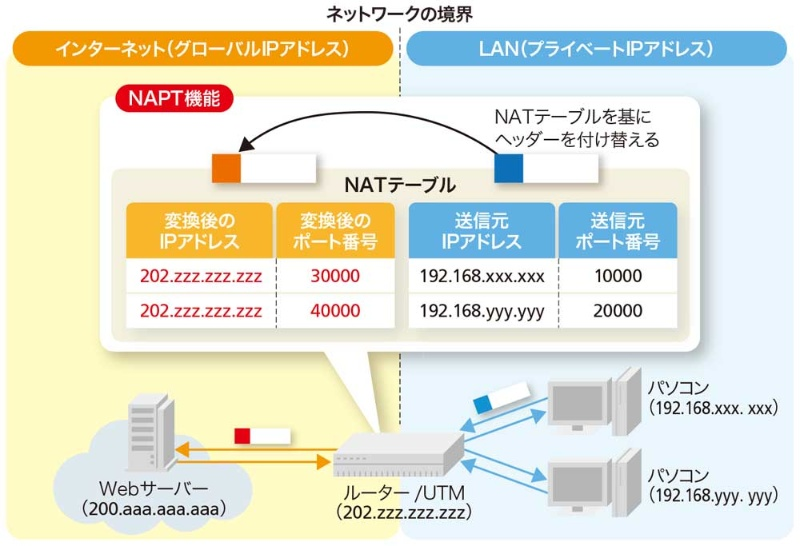 ネットワークの境界
インターネット（グローバルIPアドレス）
LAN（プライベートIPアドレス）
NAPT機能
NATテーブルを基に
ヘッダーを付け替える
NATテーブル
変換後の
IPアドレス
変換後の
ポート番号
送信元
IPアドレス
送信元
ポート番号
202.zzz.zzz.zzz 30000 192.168.xxx.xxx 10000
202.zzz.zzz.zzz 40000 192.168.yyy.yyy 20000
パソコン
（192.168.xxx. xxx）
Webサーバー
（200.aaa.aaa.aaa）
ルーター/UTM
（202.zzz.zzz.zzz）
パソコン
（192.168.yyy. yyy）